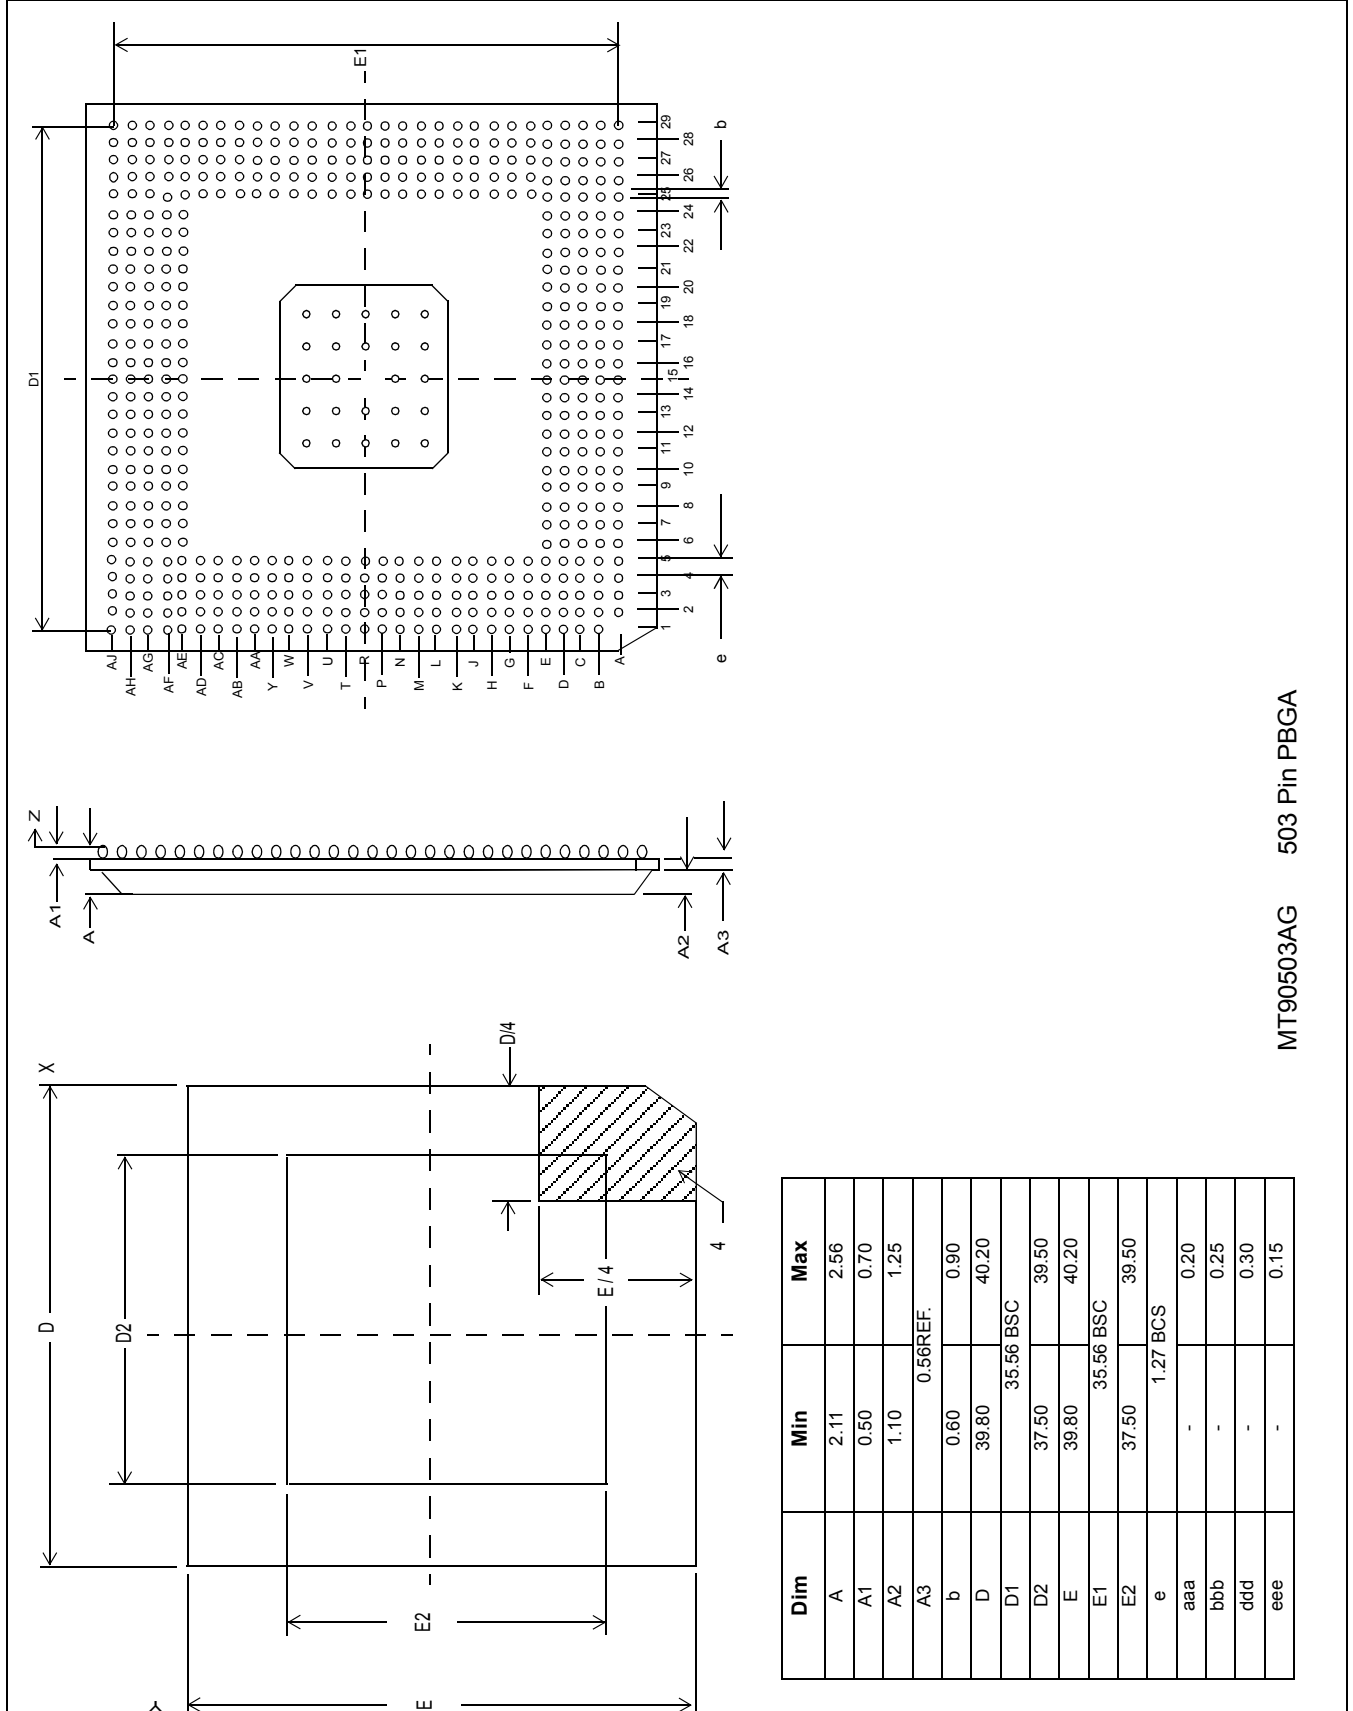 E1
D1
29
28
27
26
25
24
23
22
21
20
19
18
17
16
15
14
13
12
11
10
9
8
7
6
5
4
3
2
1
b
e
AJ
AH
AG
AF
AE
AD
AC
AB
AA
Y
W
V
U
T
R
P
N
M
L
K
J
H
G
F
E
D
C
B
A
Z
A1
A
A2
A3
X
D
D2
D/4
E / 4
4
E2
E
Dim Min Max
A 2.11 2.56
A1 0.50 0.70
A2 1.10 1.25
A3 0.56REF.
b 0.60 0.90
D 39.80 40.20
D1 35.56 BSC
D2 37.50 39.50
E 39.80 40.20
E1 35.56 BSC
E2 37.50 39.50
e 1.27 BCS
aaa - 0.20
bbb - 0.25
ddd - 0.30
eee - 0.15
MT90503AG 503 Pin PBGA